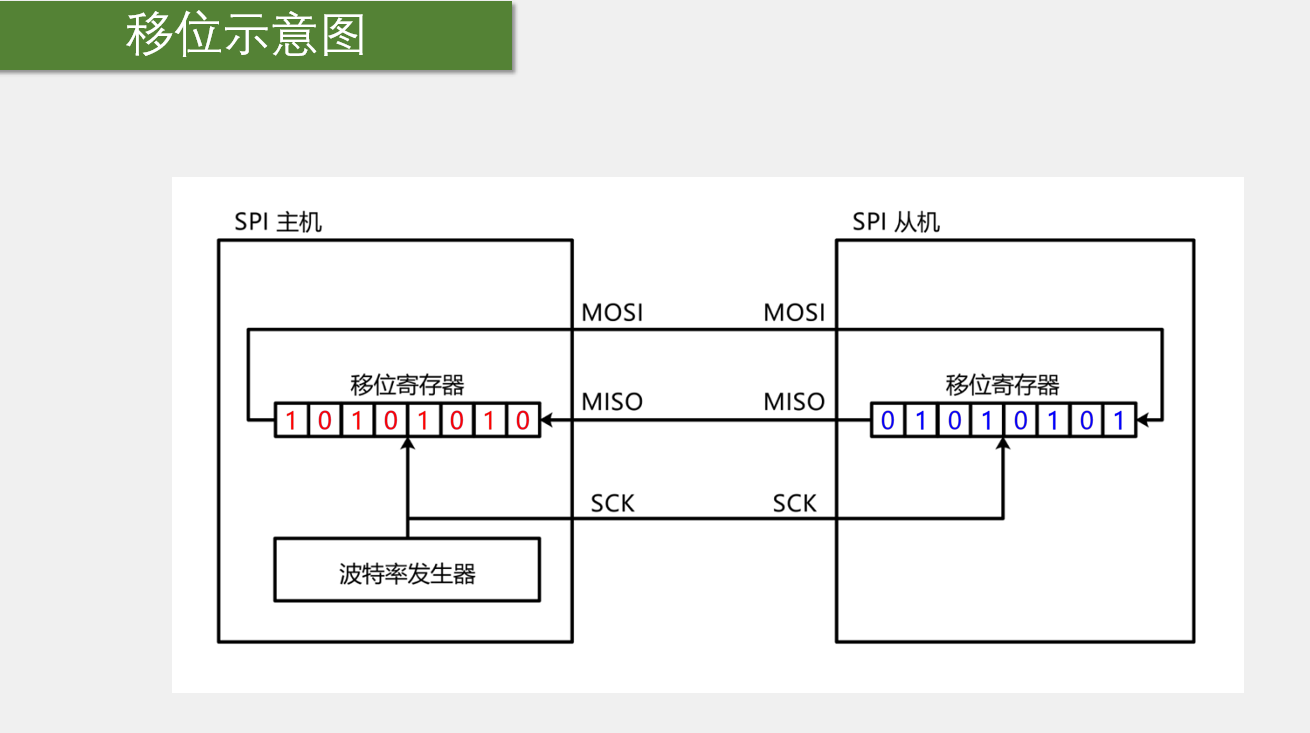 移位示意图
SPI 主机
SPI 从机
MOSI
MOSI
移位寄存器
移位寄存器
MISO
MISO
1 0 1 0 1 0 1 0
0 1 0 1 0 1 0 1
SCK
SCK
波特率发生器